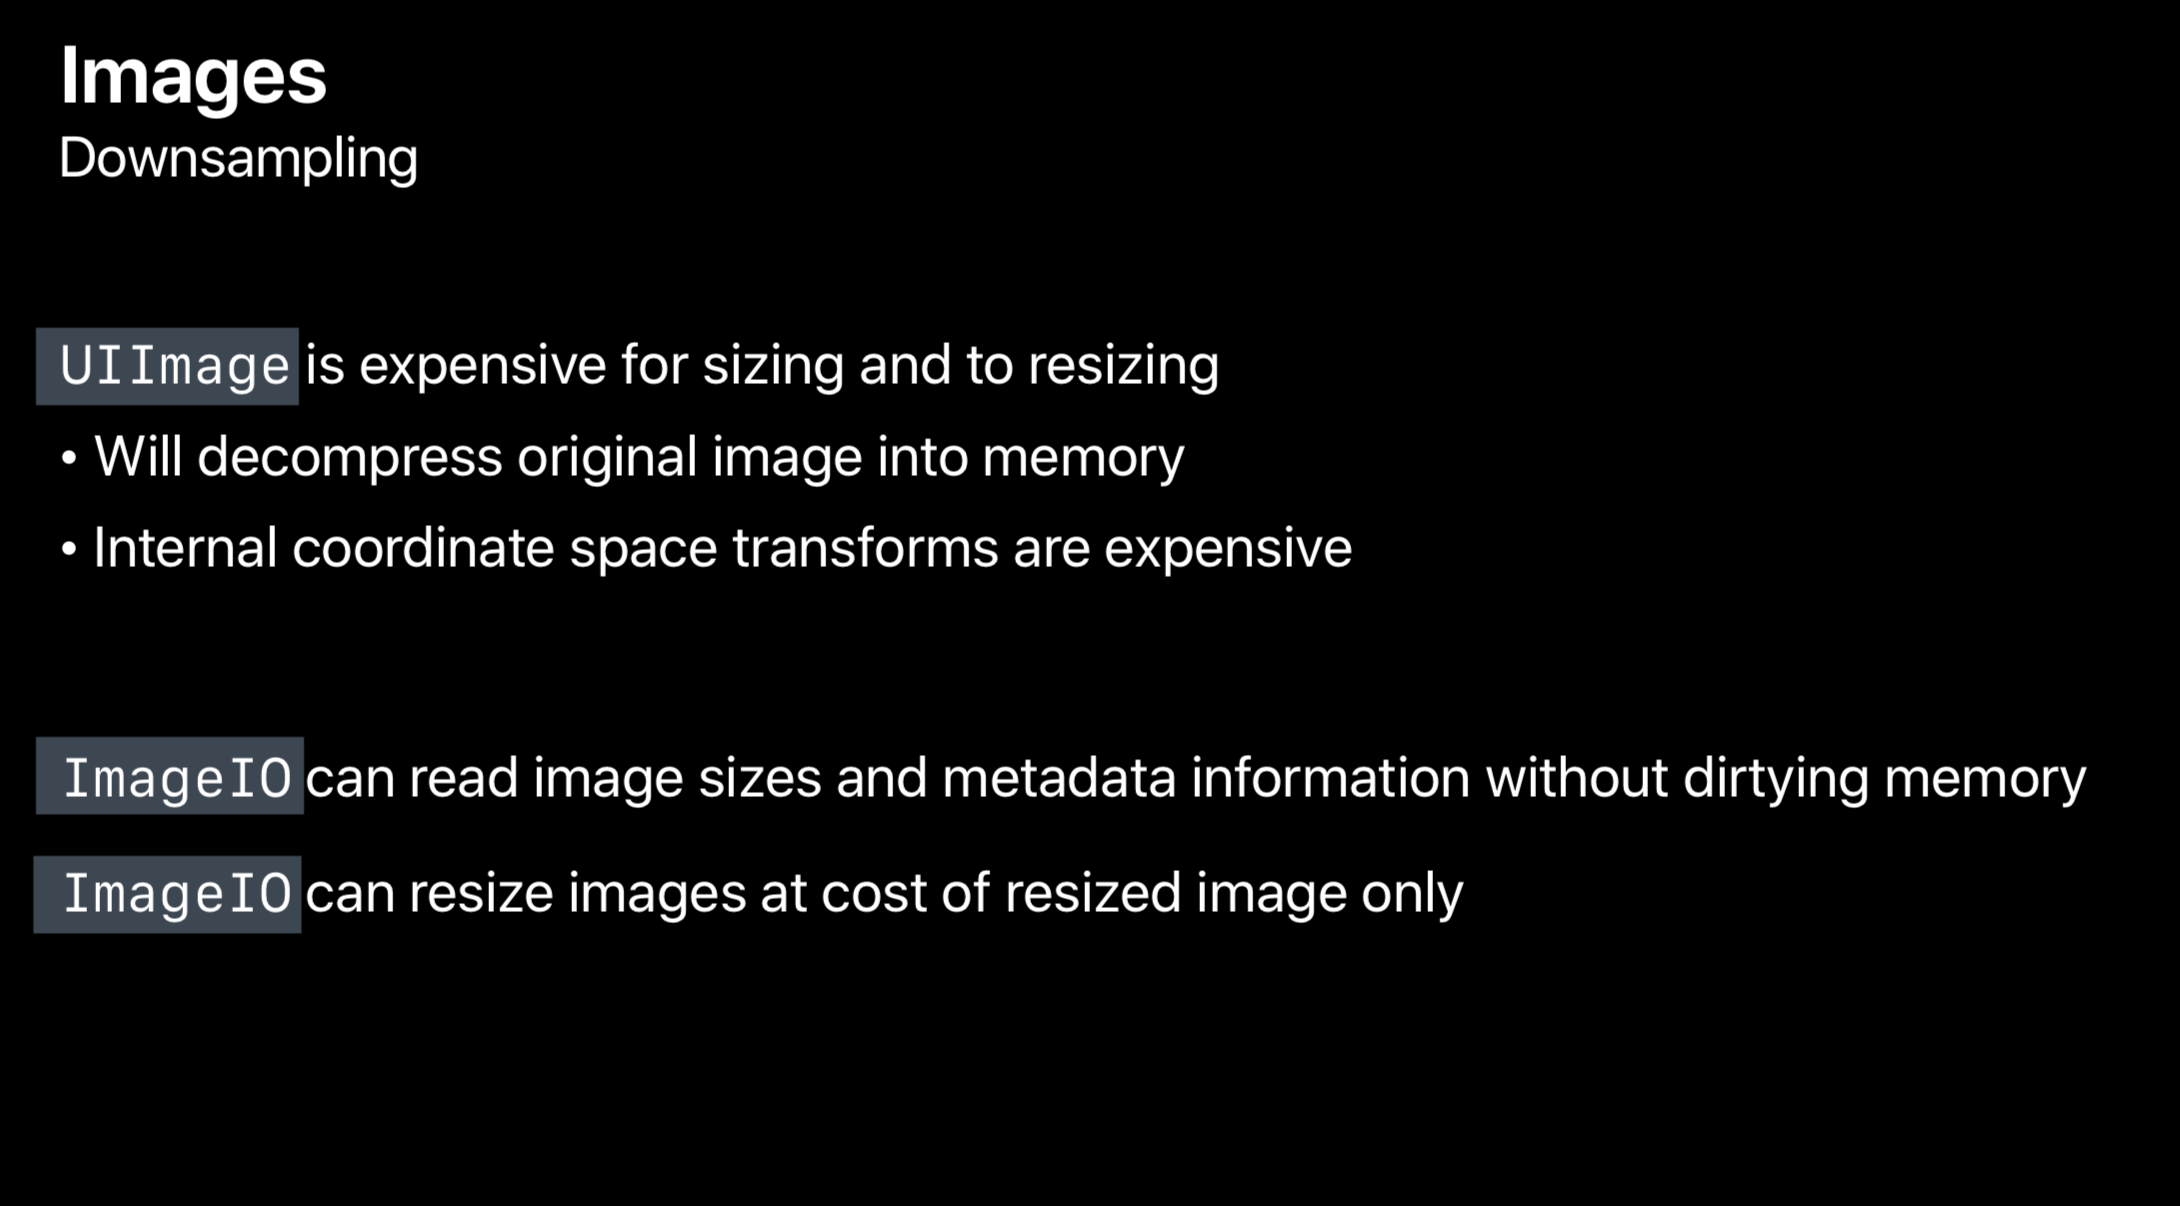 Images
Downsampling
UIImage is expensive for sizing and to resizing
• Will decompress original image into memory
• Internal coordinate space transforms are expensive
ImageIO can read image sizes and metadata information without dirtying memory
ImageIO can resize images at cost of resized image only